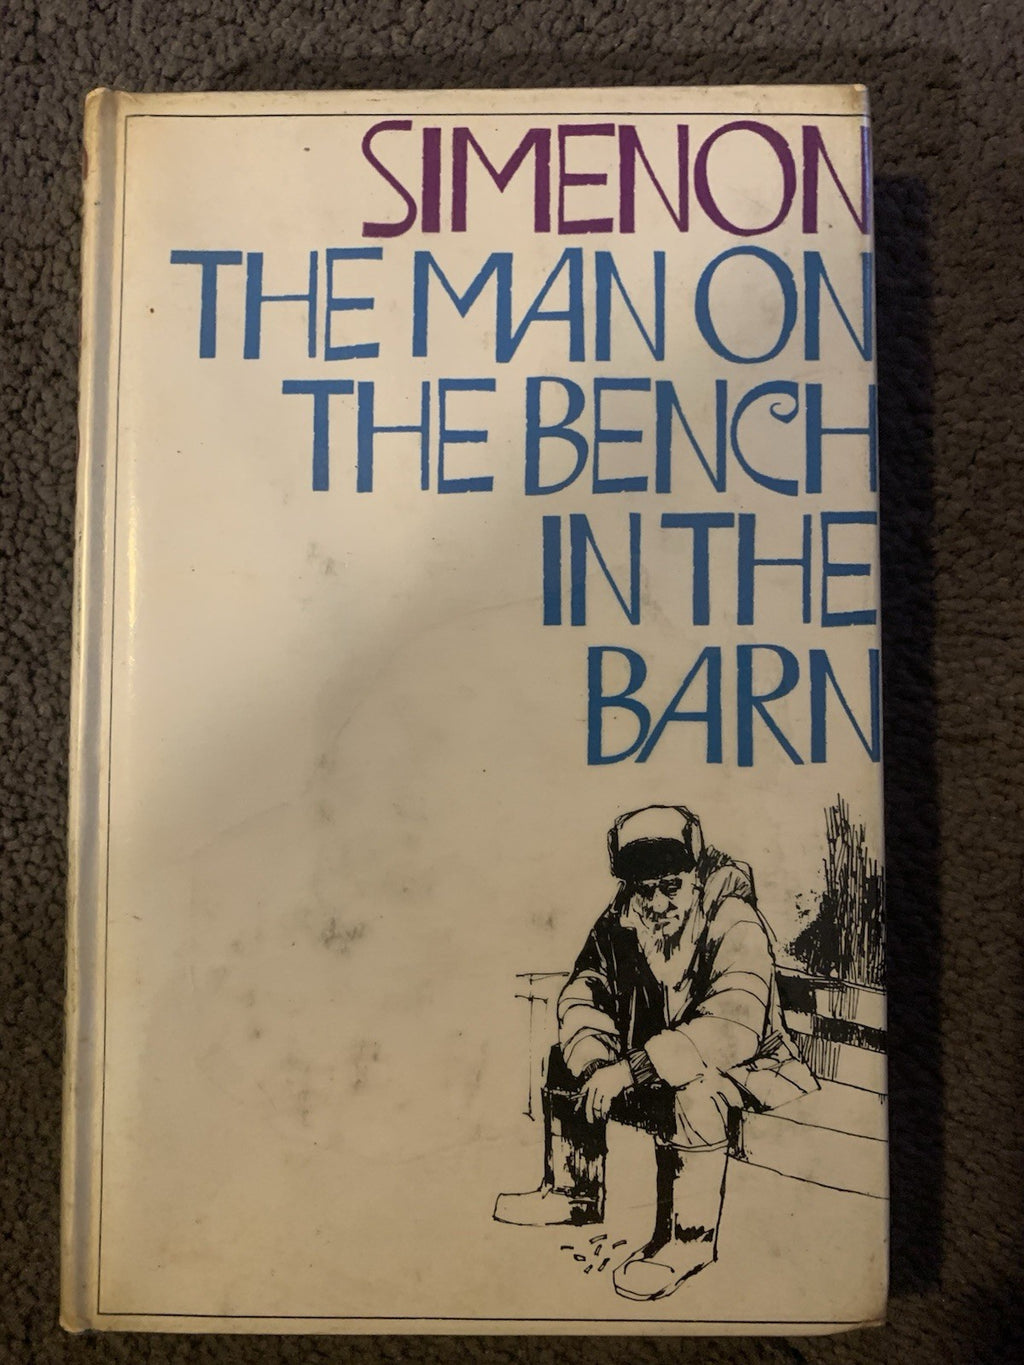 SIMENON
THE MAN ON
THE BENCH
IN THE
BARN